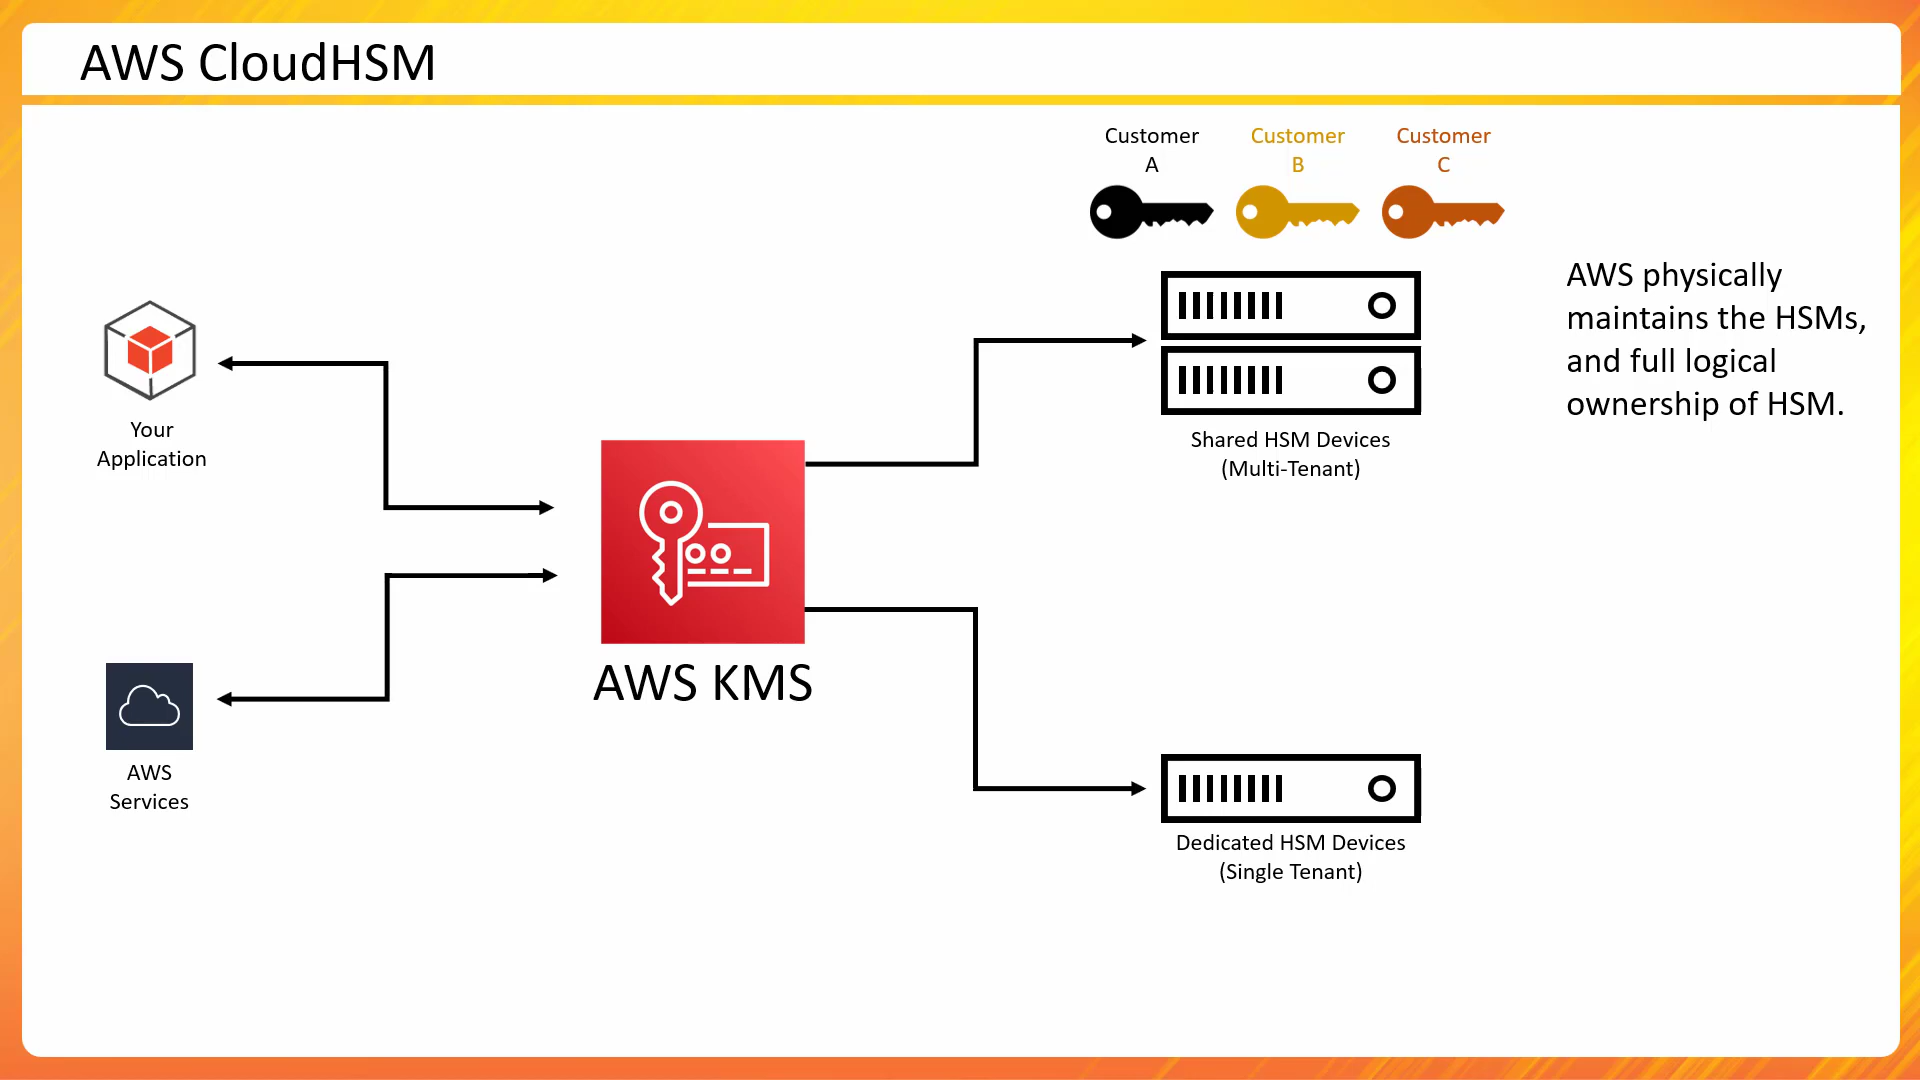 AWS CloudHSM
Customer
A
Customer
B
Customer
C
AWS physically
maintains the HSMs,
and full logical
ownership of HSM.
Your
Application
Shared HSM Devices
(Multi-Tenant)
AWS KMS
AWS
Services
Dedicated HSM Devices
(Single Tenant)